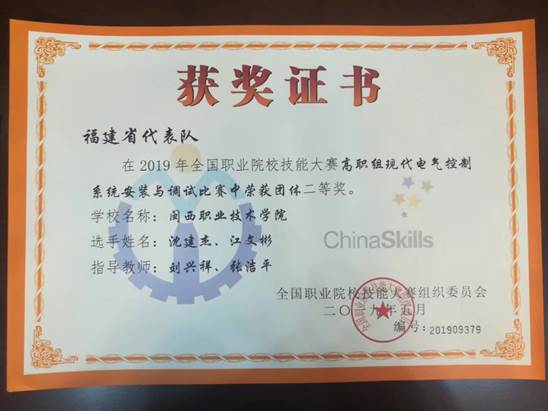 获奖证书
福建省代表队
在2019年全国职业院校技能大赛高职组现代电气控制
系统安装与调试比赛中荣获团体二等奖。
学校名称：闽西职业技术学院
选手姓名：沈建杰、江文彬
指导教师：刘兴祥、张洁平
ChinaSkills
全国职业院校技能大赛组织委员会
二〇一九年五月
编号：201909379